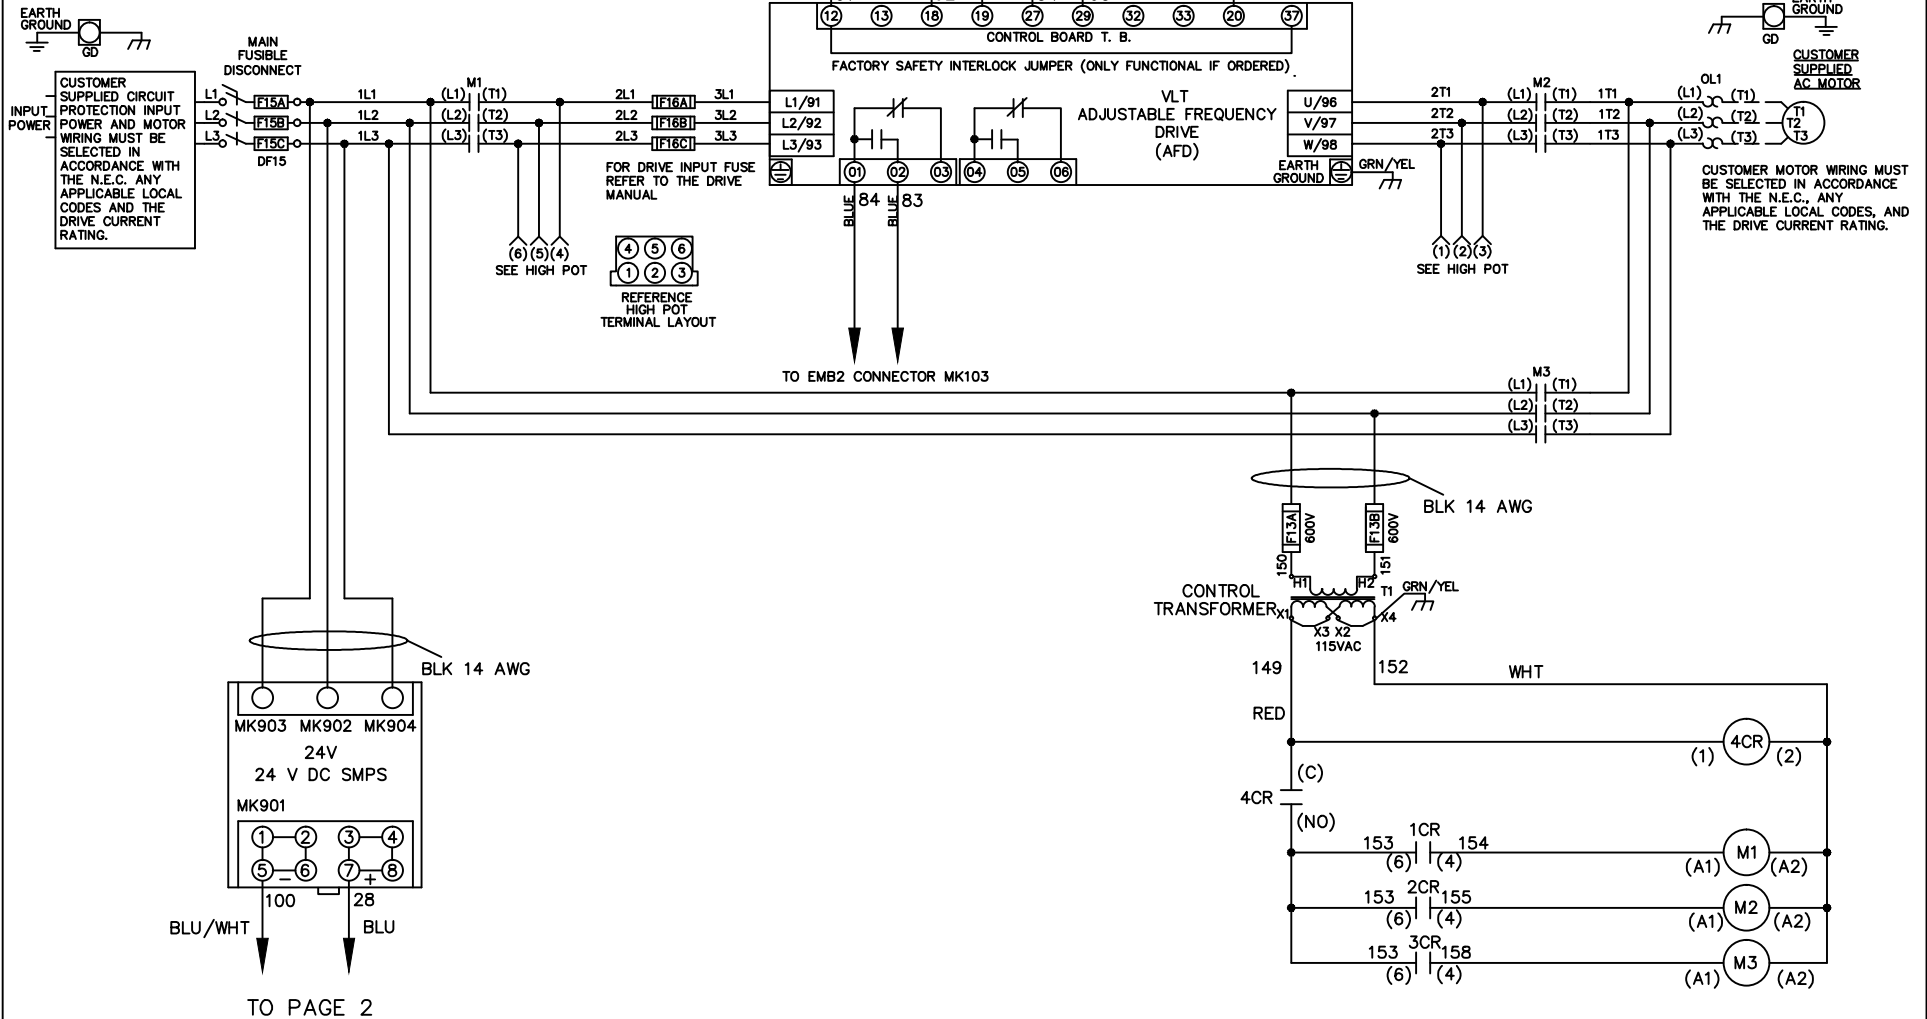 EARTH
GROUND
GD
MAIN
FUSIBLE
DISCONNECT
CUSTOMER
SUPPLIED CIRCUIT
PROTECTION INPUT
POWER AND MOTOR
WIRING MUST BE
SELECTED IN
ACCORDANCE WITH
THE N.E.C. ANY
APPLICABLE LOCAL
CODES AND THE
DRIVE CURRENT
RATING.
INPUT
POWER
L1 F15A 1L1 (L1) M1 (T1) 2L1 F16A 3L1
L2 F15B 1L2 (L2) (T2) 2L2 F16B 3L2
L3 F15C 1L3 (L3) (T3) 2L3 F16C 3L3
DF15
FOR DRIVE INPUT FUSE
REFER TO THE DRIVE
MANUAL
(6) (5) (4)
SEE HIGH POT
4 5 6
1 2 3
REFERENCE
HIGH POT
TERMINAL LAYOUT
12 13 18 19 27 29 32 33 20 37
CONTROL BOARD T. B.
FACTORY SAFETY INTERLOCK JUMPER (ONLY FUNCTIONAL IF ORDERED)
L1/91
L2/92
L3/93
VLT
ADJUSTABLE FREQUENCY
DRIVE
(AFD)
U/96
V/97
W/98
01 02 03 04 05 06
EARTH
GROUND
GRN/YEL
BLUE 84 BLUE 83
TO EMB2 CONNECTOR MK103
GROUND
GD
CUSTOMER
SUPPLIED
AC MOTOR
2T1 (L1) M2 (T1) 1T1 (L1) OL1 (T1) T1
2T2 (L2) (T2) 1T2 (L2) (T2) T2
2T3 (L3) (T3) 1T3 (L3) (T3) T3
CUSTOMER MOTOR WIRING MUST
BE SELECTED IN ACCORDANCE
WITH THE N.E.C., ANY
APPLICABLE LOCAL CODES, AND
THE DRIVE CURRENT RATING.
(1) (2) (3)
SEE HIGH POT
M3
(L1) (T1)
(L2) (T2)
(L3) (T3)
BLK 14 AWG
F13A 600V
F13B 600V
150 151
H1 H2
T1
GRN/YEL
CONTROL
TRANSFORMER
X1 X3 X2 X4
115VAC
149 152 WHT
RED
4CR
(1) (2)
(C)
4CR
(NO)
1CR
153 154 M1
(6) (4) (A1) (A2)
2CR
153 155 M2
(6) (4) (A1) (A2)
3CR
153 158 M3
(6) (4) (A1) (A2)
BLK 14 AWG
MK903 MK902 MK904
24V
24 V DC SMPS
MK901
1 2 3 4
5 6 7 8
− +
100 28
BLU/WHT BLU
TO PAGE 2